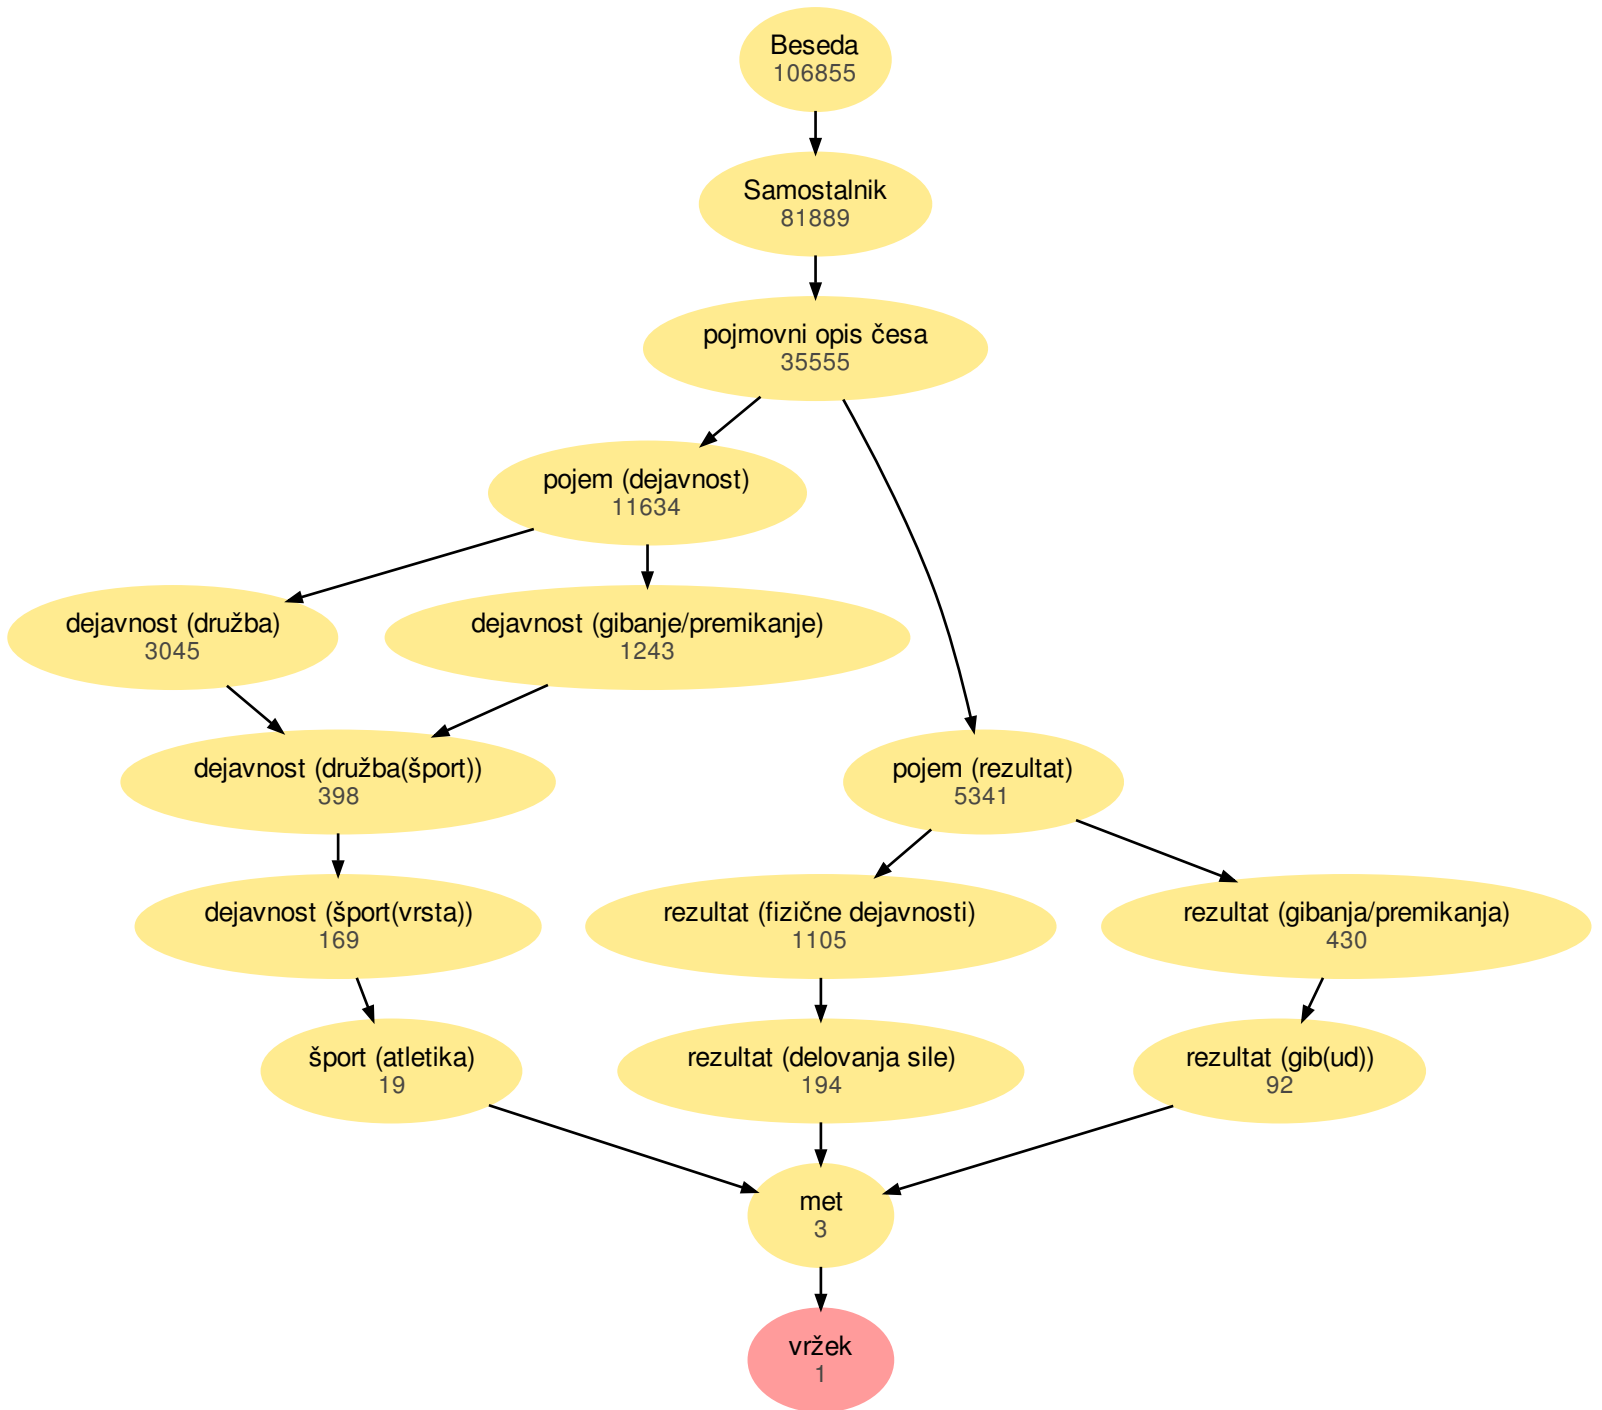 Beseda
106855
Samostalnik
81889
pojmovni opis česa
35555
pojem (dejavnost)
11634
dejavnost (družba)
3045
dejavnost (gibanje/premikanje)
1243
dejavnost (družba(šport))
398
pojem (rezultat)
5341
dejavnost (šport(vrsta))
169
rezultat (fizične dejavnosti)
1105
rezultat (gibanja/premikanja)
430
šport (atletika)
19
rezultat (delovanja sile)
194
rezultat (gib(ud))
92
met
3
vržek
1